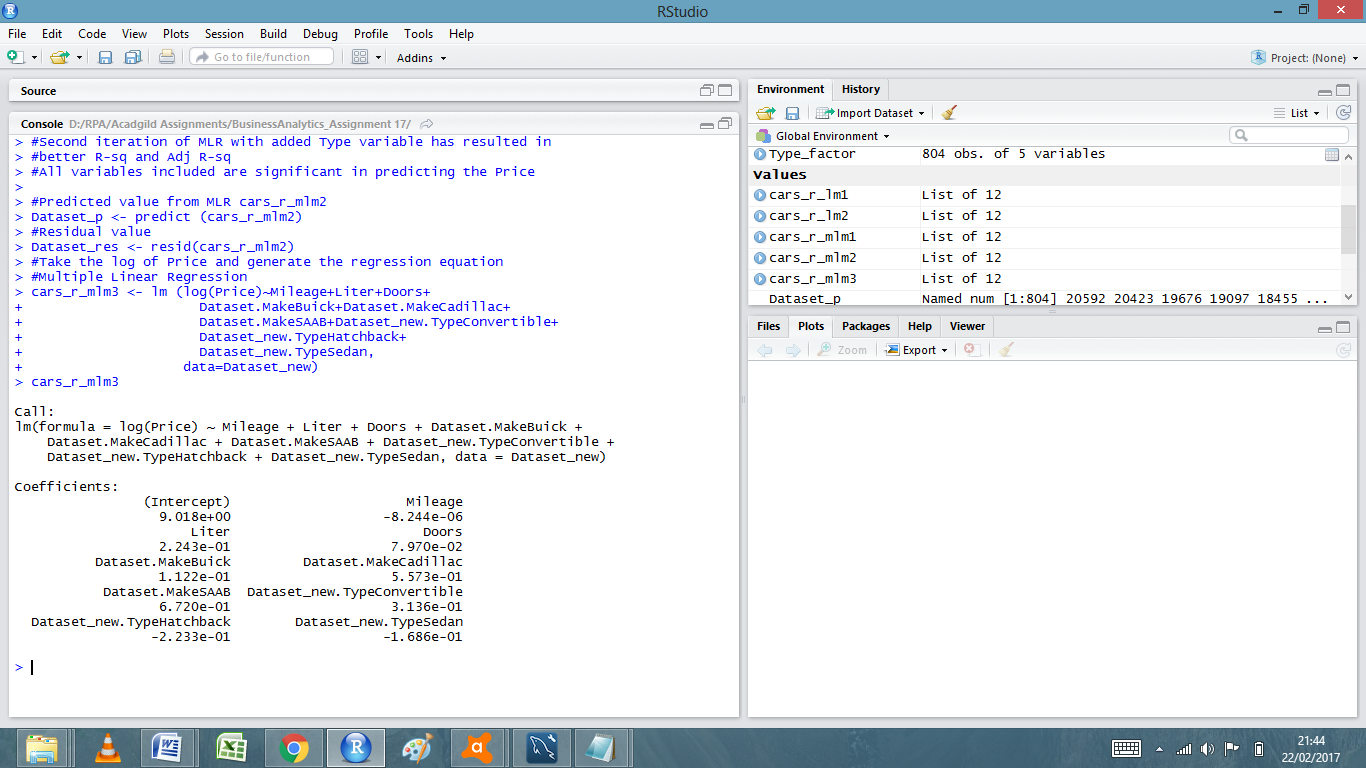 RStudio
File Edit Code View Plots Session Build Debug Profile Tools Help
Go to file/function Addins Project: (None)
Source
Console D:/RPA/Acadgild Assignments/BusinessAnalytics_Assignment 17/
> #Second iteration of MLR with added Type variable has resulted in
> #better R-sq and Adj R-sq
> #All variables included are significant in predicting the Price
>
> #Predicted value from MLR cars_r_mlm2
> Dataset_p <- predict (cars_r_mlm2)
> #Residual value
> Dataset_res <- resid(cars_r_mlm2)
> #Take the log of Price and generate the regression equation
> #Multiple Linear Regression
> cars_r_mlm3 <- lm (log(Price)~Mileage+Liter+Doors+
+ Dataset.MakeBuick+Dataset.MakeCadillac+
+ Dataset.MakeSAAB+Dataset_new.TypeConvertible+
+ Dataset_new.TypeHatchback+
+ Dataset_new.TypeSedan,
+ data=Dataset_new)
> cars_r_mlm3
Call:
lm(formula = log(Price) ~ Mileage + Liter + Doors + Dataset.MakeBuick +
Dataset.MakeCadillac + Dataset.MakeSAAB + Dataset_new.TypeConvertible +
Dataset_new.TypeHatchback + Dataset_new.TypeSedan, data = Dataset_new)
Coefficients:
(Intercept) Mileage
9.018e+00 -8.244e-06
Liter Doors
2.243e-01 7.970e-02
Dataset.MakeBuick Dataset.MakeCadillac
1.122e-01 5.573e-01
Dataset.MakeSAAB Dataset_new.TypeConvertible
6.720e-01 3.136e-01
Dataset_new.TypeHatchback Dataset_new.TypeSedan
-2.233e-01 -1.686e-01
>
Environment History
Import Dataset List
Global Environment
Type_factor 804 obs. of 5 variables
Values
cars_r_lm1 List of 12
cars_r_lm2 List of 12
cars_r_mlm1 List of 12
cars_r_mlm2 List of 12
cars_r_mlm3 List of 12
Dataset_p Named num [1:804] 20592 20423 19676 19097 18455 ...
Files Plots Packages Help Viewer
Zoom Export
21:44
22/02/2017